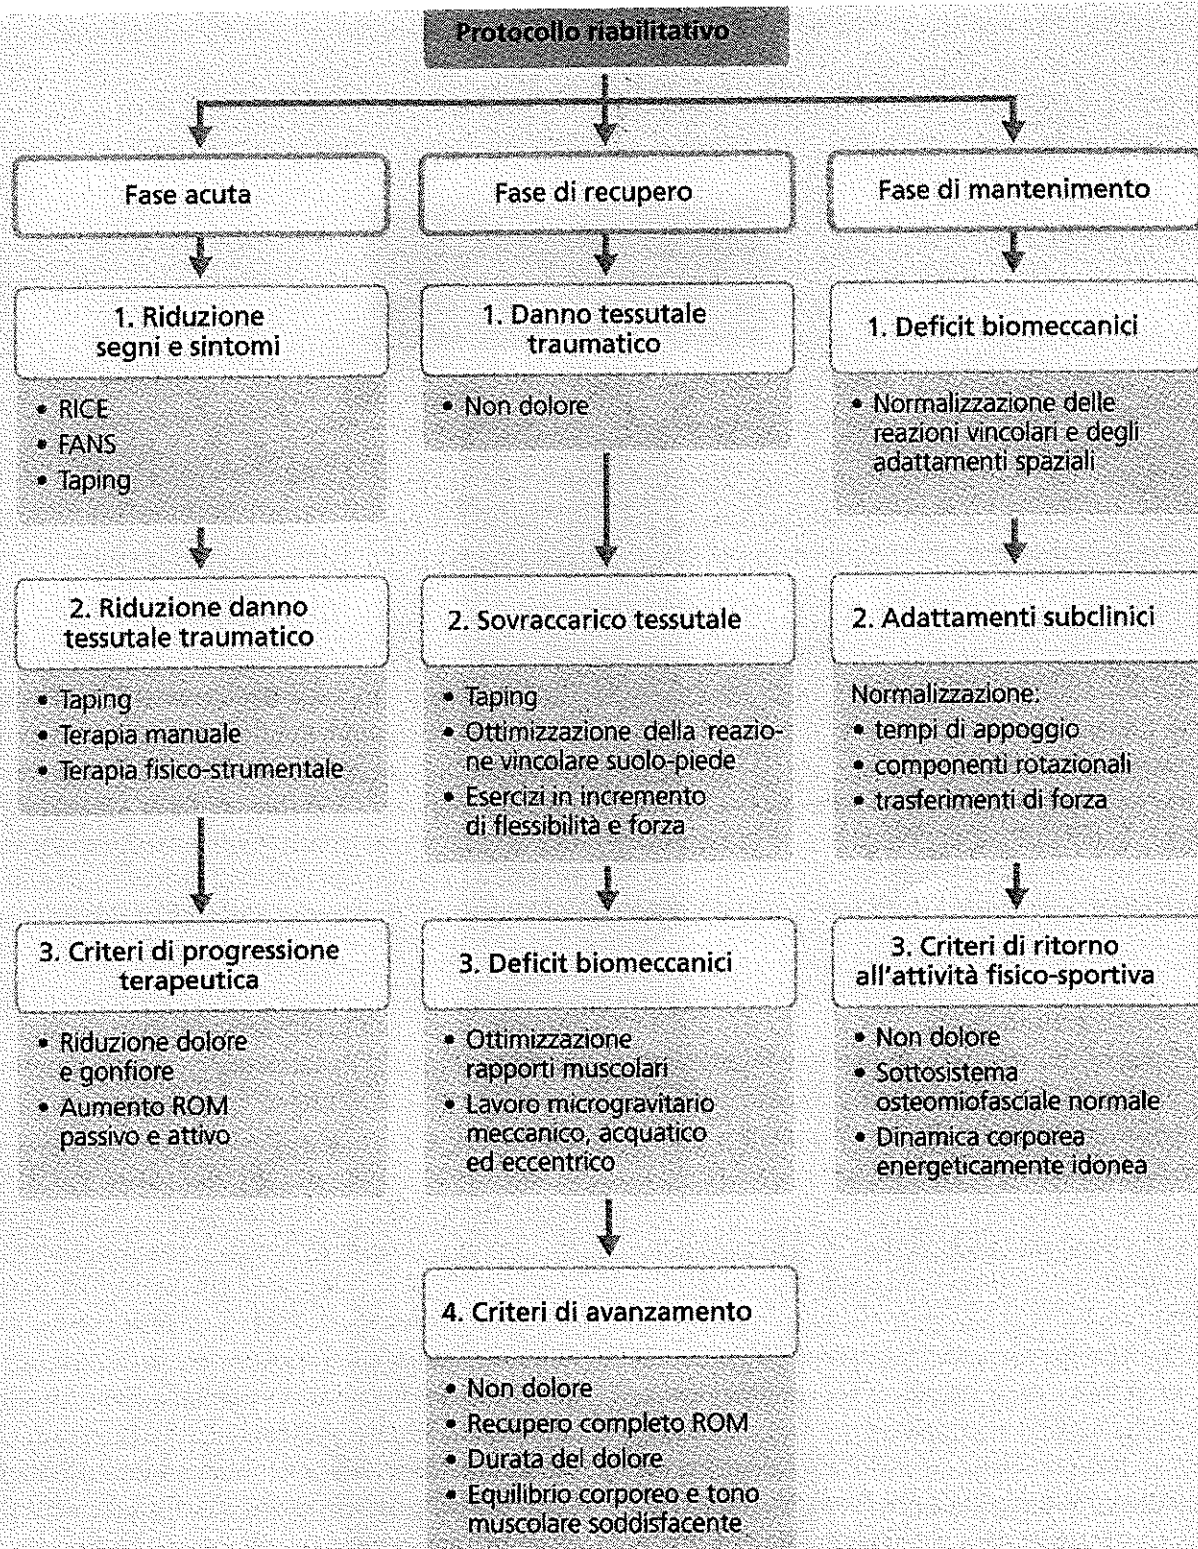 Protocollo riabilitativo
Fase acuta
1. Riduzione
segni e sintomi
• RICE
• FANS
• Taping
2. Riduzione danno
tessutale traumatico
• Taping
• Terapia manuale
• Terapia fisico-strumentale
3. Criteri di progressione
terapeutica
• Riduzione dolore
e gonfiore
• Aumento ROM
passivo e attivo
Fase di recupero
1. Danno tessutale
traumatico
• Non dolore
2. Sovraccarico tessutale
• Taping
• Ottimizzazione della reazio-
ne vincolare suolo-piede
• Esercizi in incremento
di flessibilità e forza
3. Deficit biomeccanici
• Ottimizzazione
rapporti muscolari
• Lavoro microgravitario
meccanico, acquatico
ed eccentrico
4. Criteri di avanzamento
• Non dolore
• Recupero completo ROM
• Durata del dolore
• Equilibrio corporeo e tono
muscolare soddisfacente
Fase di mantenimento
1. Deficit biomeccanici
• Normalizzazione delle
reazioni vincolari e degli
adattamenti spaziali
2. Adattamenti subclinici
Normalizzazione:
• tempi di appoggio
• componenti rotazionali
• trasferimenti di forza
3. Criteri di ritorno
all'attività fisico-sportiva
• Non dolore
• Sottosistema
osteomiofasciale normale
• Dinamica corporea
energeticamente idonea